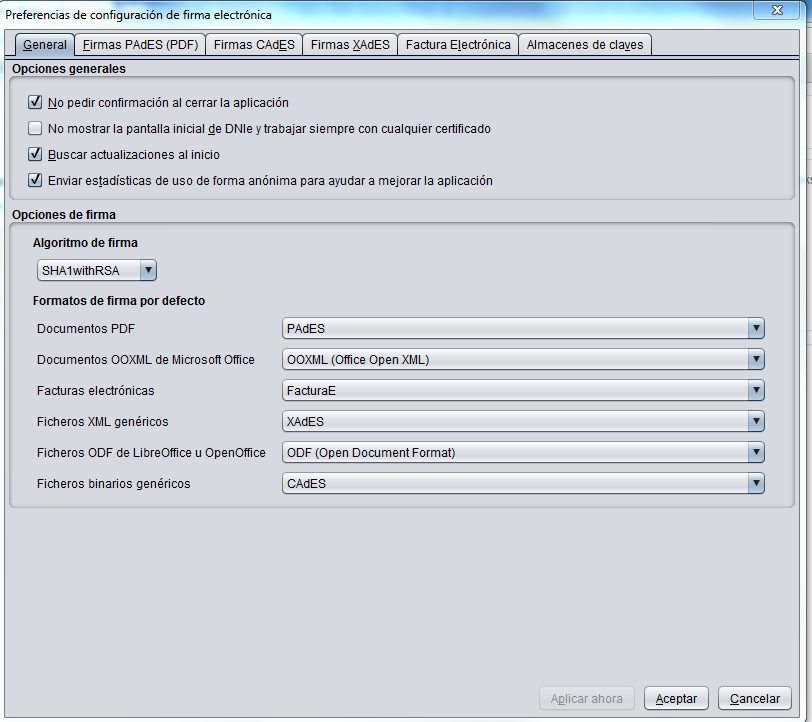 Preferencias de configuración de firma electrónica
General Firmas PAdES (PDF) Firmas CAdES Firmas XAdES Factura Electrónica Almacenes de claves
Opciones generales
No pedir confirmación al cerrar la aplicación
No mostrar la pantalla inicial de DNIe y trabajar siempre con cualquier certificado
Buscar actualizaciones al inicio
Enviar estadísticas de uso de forma anónima para ayudar a mejorar la aplicación
Opciones de firma
Algoritmo de firma
SHA1withRSA
Formatos de firma por defecto
Documentos PDF PAdES
Documentos OOXML de Microsoft Office OOXML (Office Open XML)
Facturas electrónicas FacturaE
Ficheros XML genéricos XAdES
Ficheros ODF de LibreOffice u OpenOffice ODF (Open Document Format)
Ficheros binarios genéricos CAdES
Aplicar ahora Aceptar Cancelar